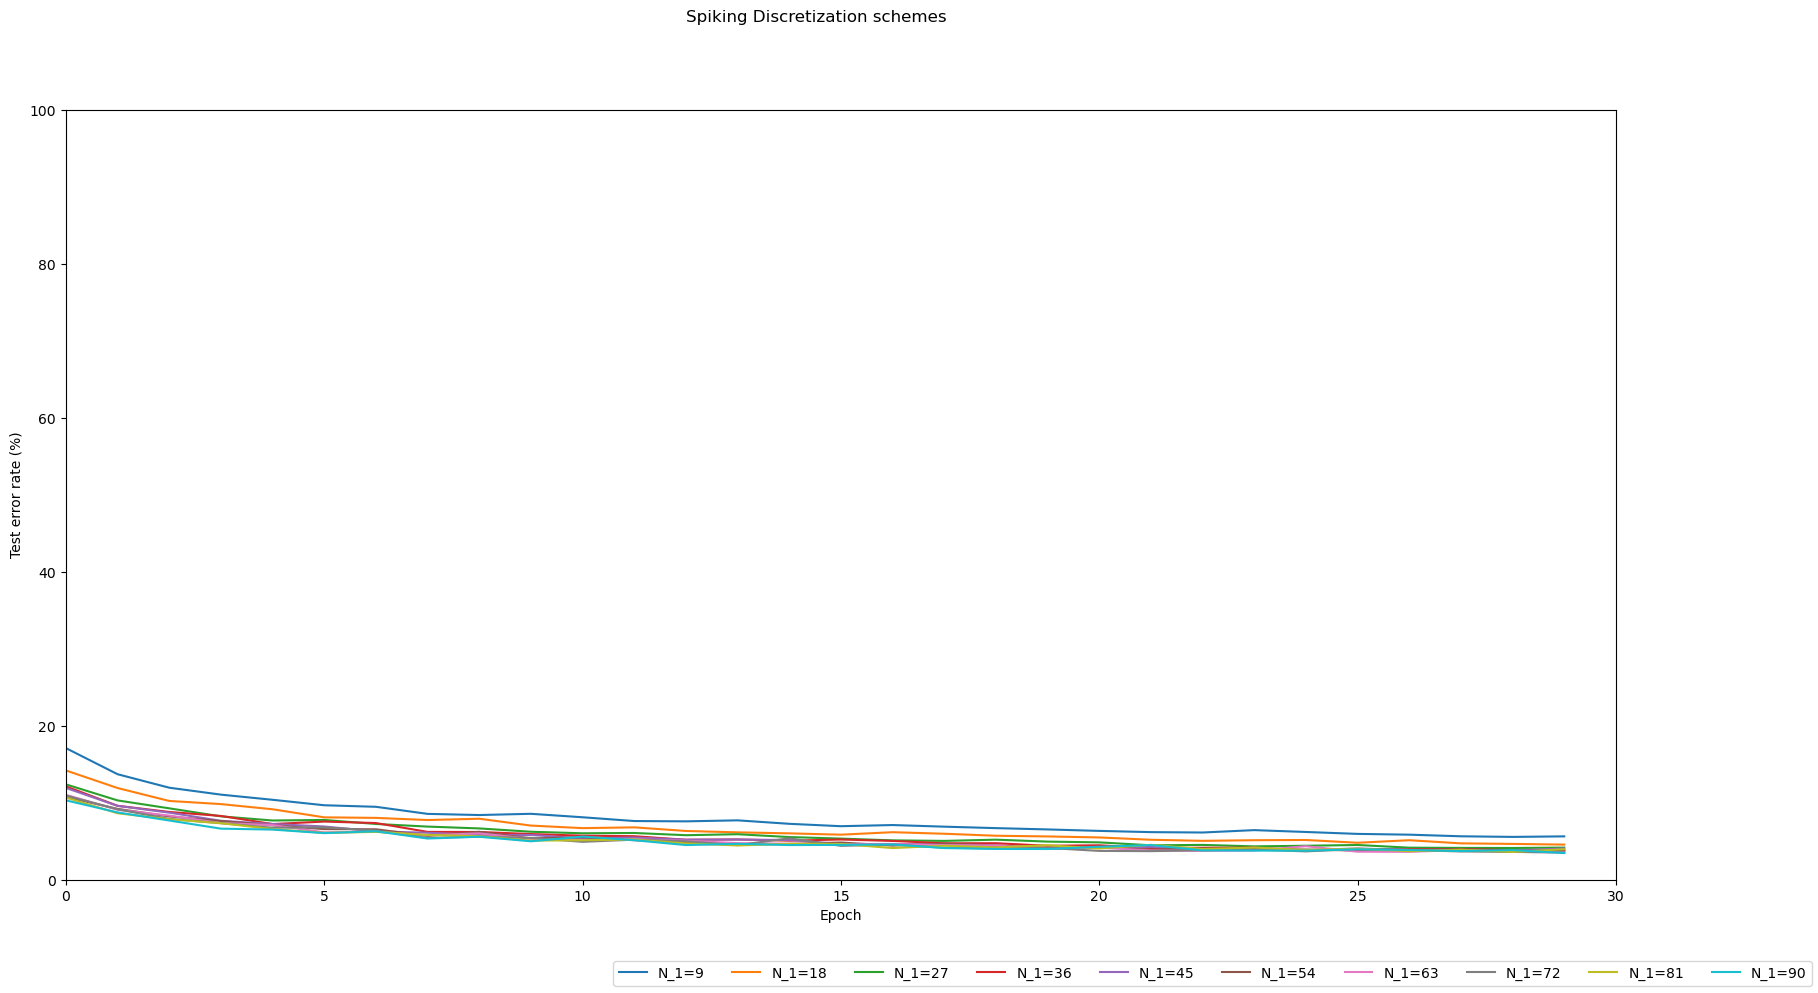 Spiking Discretization schemes
100
80
60
40
20
0
Test error rate (%)
0 5 10 15 20 25 30
Epoch
N_1=9 N_1=18 N_1=27 N_1=36 N_1=45 N_1=54 N_1=63 N_1=72 N_1=81 N_1=90